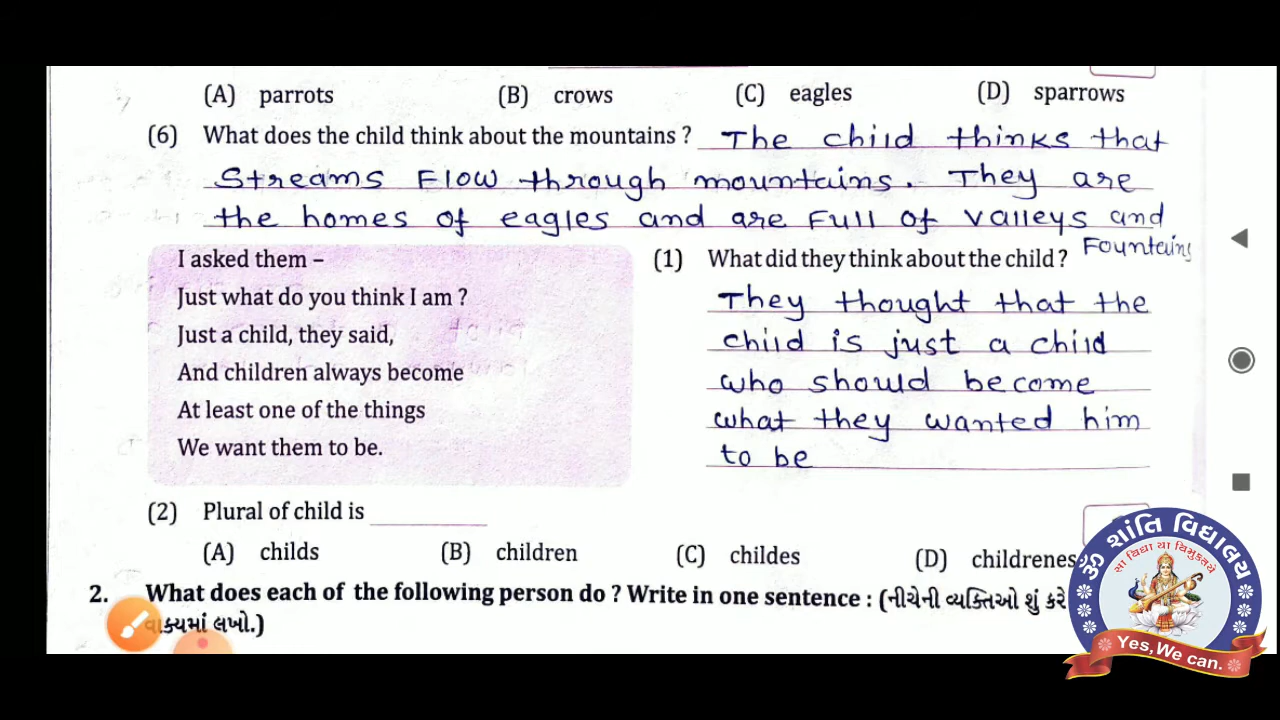 (A) parrots (B) crows (C) eagles (D) sparrows
(6) What does the child think about the mountains ? The child thinks that
streams Flow through mountains. They are
the homes of eagles and are Full of valleys and
Fountains
I asked them –
Just what do you think I am ?
Just a child, they said,
And children always become
At least one of the things
We want them to be.
(1) What did they think about the child ?
They thought that the
child is just a child
who should become
what they wanted him
to be
(2) Plural of child is
(A) childs (B) children (C) childes (D) childrenes
2. What does each of the following person do ? Write in one sentence : (નીચેની વ્યક્તિઓ શું કરે
વાક્યમાં લખો.)
ૐ શાંતિ વિદ્યાલય
સા વિદ્યા યા વિમુક્તયે
Yes, We can.